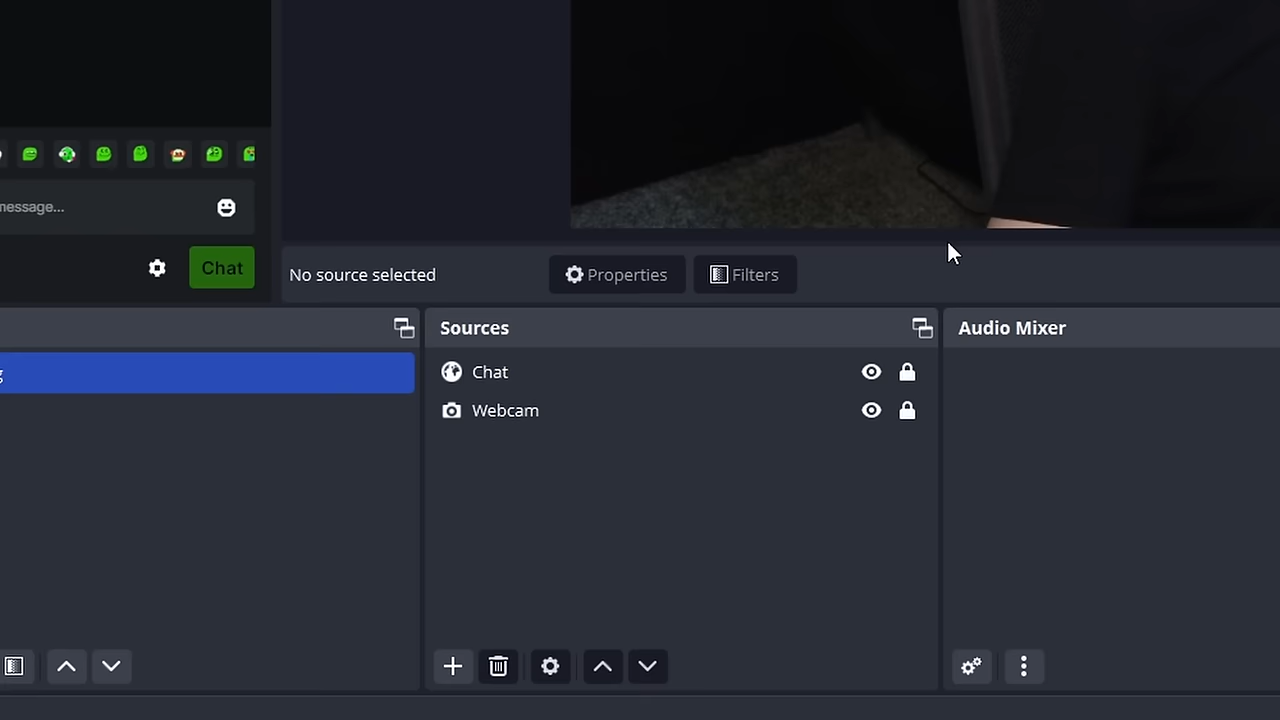 message...
Chat
No source selected
Properties
Filters
Sources
Audio Mixer
Chat
Webcam